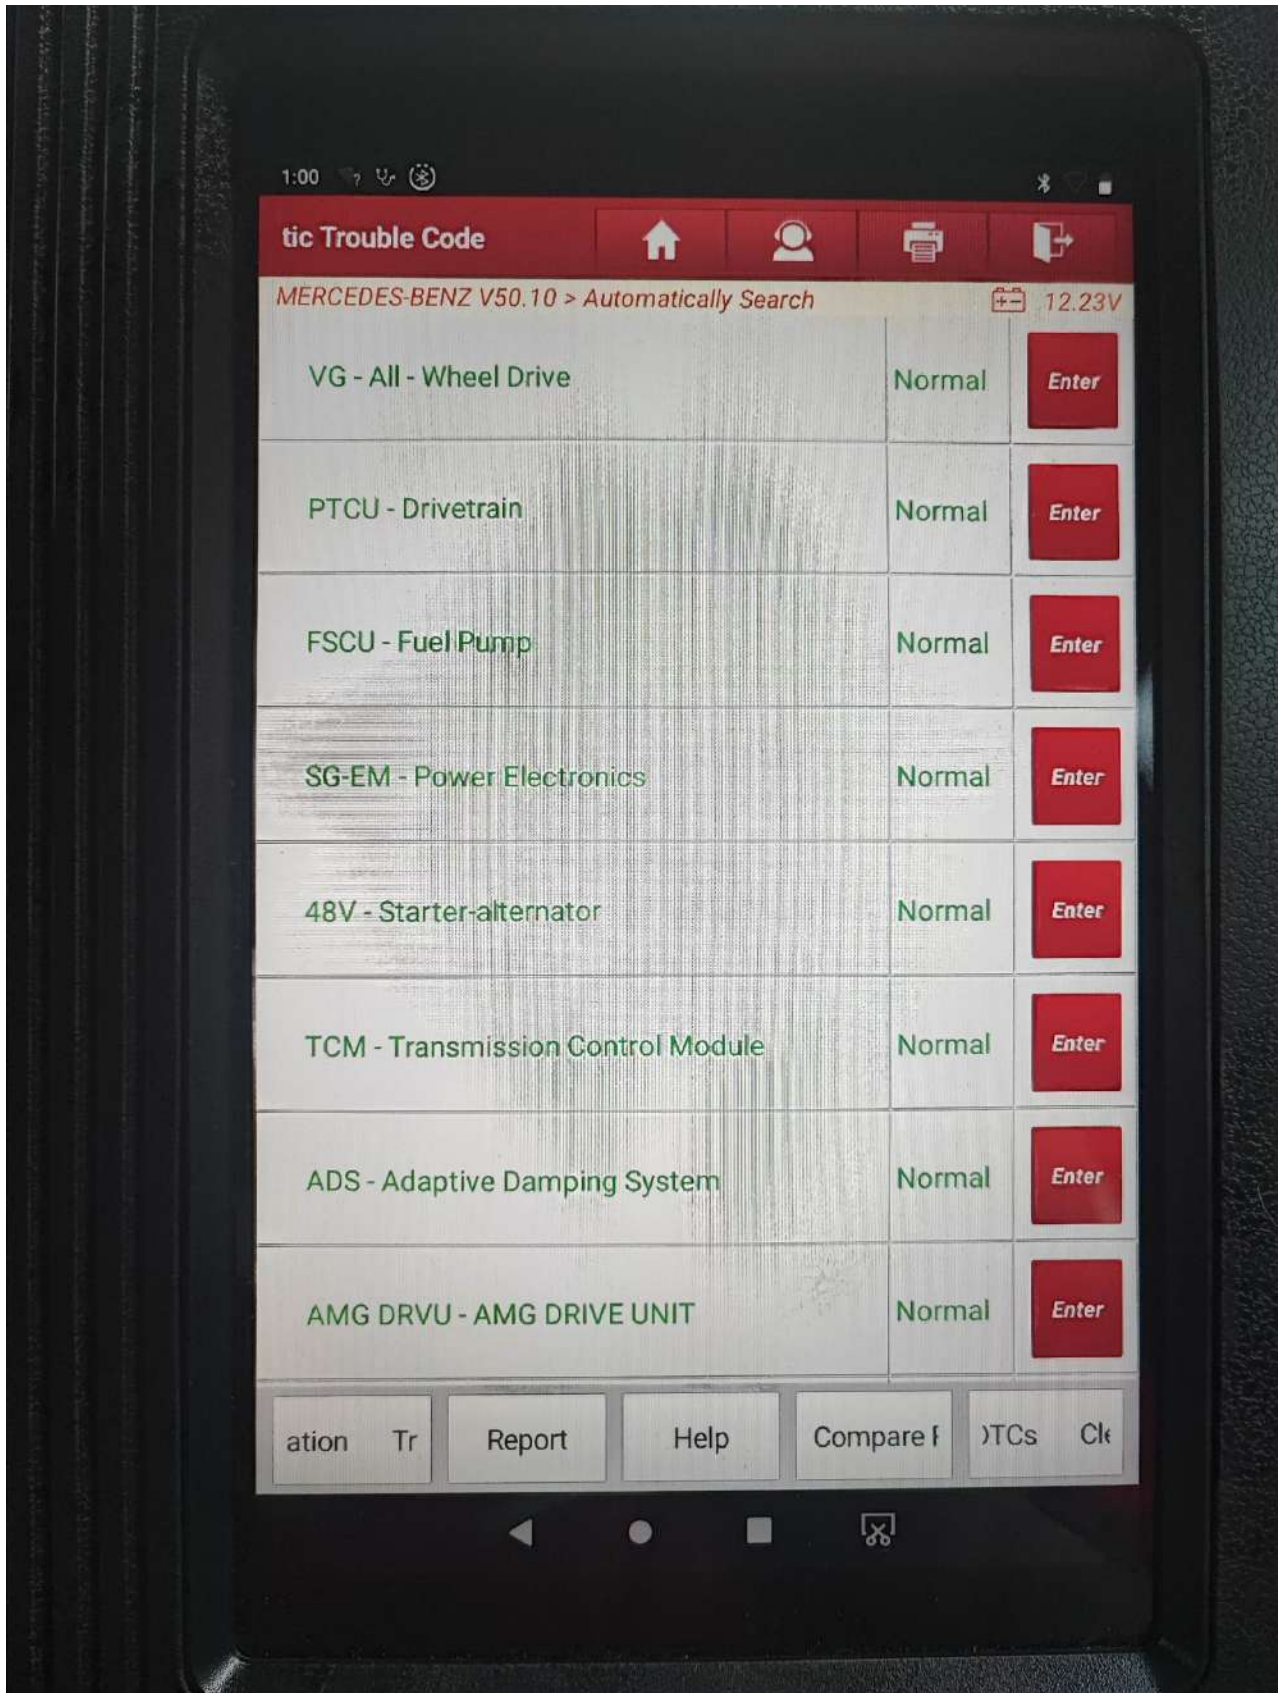 1:00
tic Trouble Code
MERCEDES-BENZ V50.10 > Automatically Search 12.23V
VG - All - Wheel Drive Normal Enter
PTCU - Drivetrain Normal Enter
FSCU - Fuel Pump Normal Enter
SG-EM - Power Electronics Normal Enter
48V - Starter-alternator Normal Enter
TCM - Transmission Control Module Normal Enter
ADS - Adaptive Damping System Normal Enter
AMG DRVU - AMG DRIVE UNIT Normal Enter
ation Tr Report Help Compare DTCs Cle